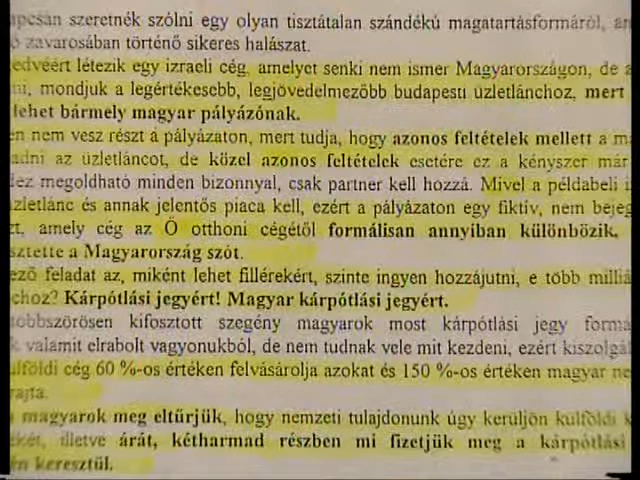 szeretnék szólni egy olyan tisztátalan szándékú magatartásformáról,
zavarosában történő sikeres halászat.
létezik egy izraeli cég, amelyet senki nem ismer Magyarországon, de a
mondjuk a legértékesebb, legjövedelmezőbb budapesti üzletlánchoz, mert
lehet bármely magyar pályázónak.
nem vesz részt a pályázaton, mert tudja, hogy azonos feltételek mellett a
az üzletláncot, de közel azonos feltételek esetére ez a kényszer már
megoldható minden bizonnyal, csak partner kell hozzá. Mivel a példabeli
és annak jelentős piaca kell, ezért a pályázaton egy fiktív, nem
amely cég az Ő otthoni cégétől formálisan annyiban különbözik.
a Magyarország szót.
feladat az, miként lehet fillérekért, szinte ingyen hozzájutni, e több
Kárpótlási jegyért! Magyar kárpótlási jegyért.
kifosztott szegény magyarok most kárpótlási jegy
valamit elrabolt vagyonukból, de nem tudnak vele mit kezdeni, ezért
cég 60 %-os értéken felvásárolja azokat és 150 %-os értéken magyar
rajta.
magyarok meg eltűrjük, hogy nemzeti tulajdonunk úgy kerüljön külföldi
illetve árát, kétharmad részben mi fizetjük meg a kárpótlási
keresztül.